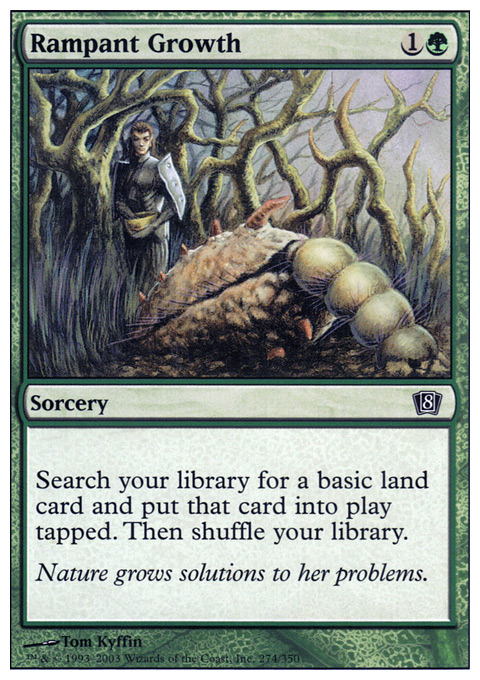 Rampant Growth 1
Sorcery 8
Search your library for a basic land
card and put that card into play
tapped. Then shuffle your library.
Nature grows solutions to her problems.
Tom Kyffin
™ & © 1993–2003 Wizards of the Coast, Inc. 274/350